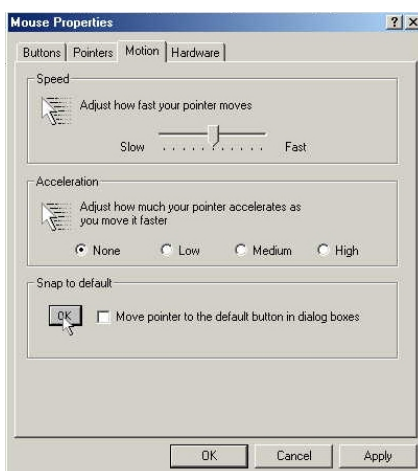 Mouse Properties
Buttons Pointers Motion Hardware
Speed
Adjust how fast your pointer moves
Slow Fast
Acceleration
Adjust how much your pointer accelerates as
you move it faster
None Low Medium High
Snap to default
OK Move pointer to the default button in dialog boxes
OK Cancel Apply